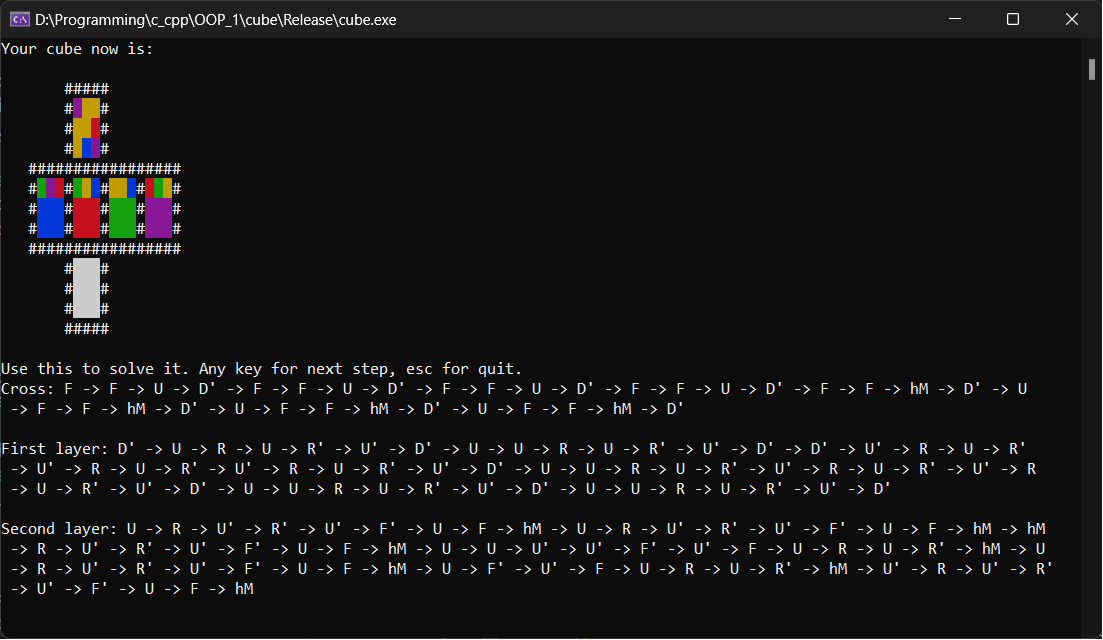 D:\Programming\c_cpp\OOP_1\cube\Release\cube.exe
Your cube now is:
#####
# #
# #
# #
#################
# # # # #
# # # # #
# # # # #
#################
# #
# #
# #
#####
Use this to solve it. Any key for next step, esc for quit.
Cross: F -> F -> U -> D' -> F -> F -> U -> D' -> F -> F -> U -> D' -> F -> F -> U -> D' -> F -> F -> hM -> D' -> U
-> F -> F -> hM -> D' -> U -> F -> F -> hM -> D' -> U -> F -> F -> hM -> D'
First layer: D' -> U -> R -> U -> R' -> U' -> D' -> U -> U -> R -> U -> R' -> U' -> D' -> D' -> U' -> R -> U -> R'
-> U' -> R -> U -> R' -> U' -> R -> U -> R' -> U' -> D' -> U -> U -> R -> U -> R' -> U' -> R -> U -> R' -> U' -> R
-> U -> R' -> U' -> D' -> U -> U -> R -> U -> R' -> U' -> D' -> U -> U -> R -> U -> R' -> U' -> D'
Second layer: U -> R -> U' -> R' -> U' -> F' -> U -> F -> hM -> U -> R -> U' -> R' -> U' -> F' -> U -> F -> hM -> hM
-> R -> U' -> R' -> U' -> F' -> U -> F -> hM -> U -> U -> U' -> U' -> F' -> U' -> F -> U -> R -> U -> R' -> hM -> U
-> R -> U' -> R' -> U' -> F' -> U -> F -> hM -> U -> F' -> U' -> F -> U -> R -> U -> R' -> hM -> U' -> R -> U' -> R'
-> U' -> F' -> U -> F -> hM